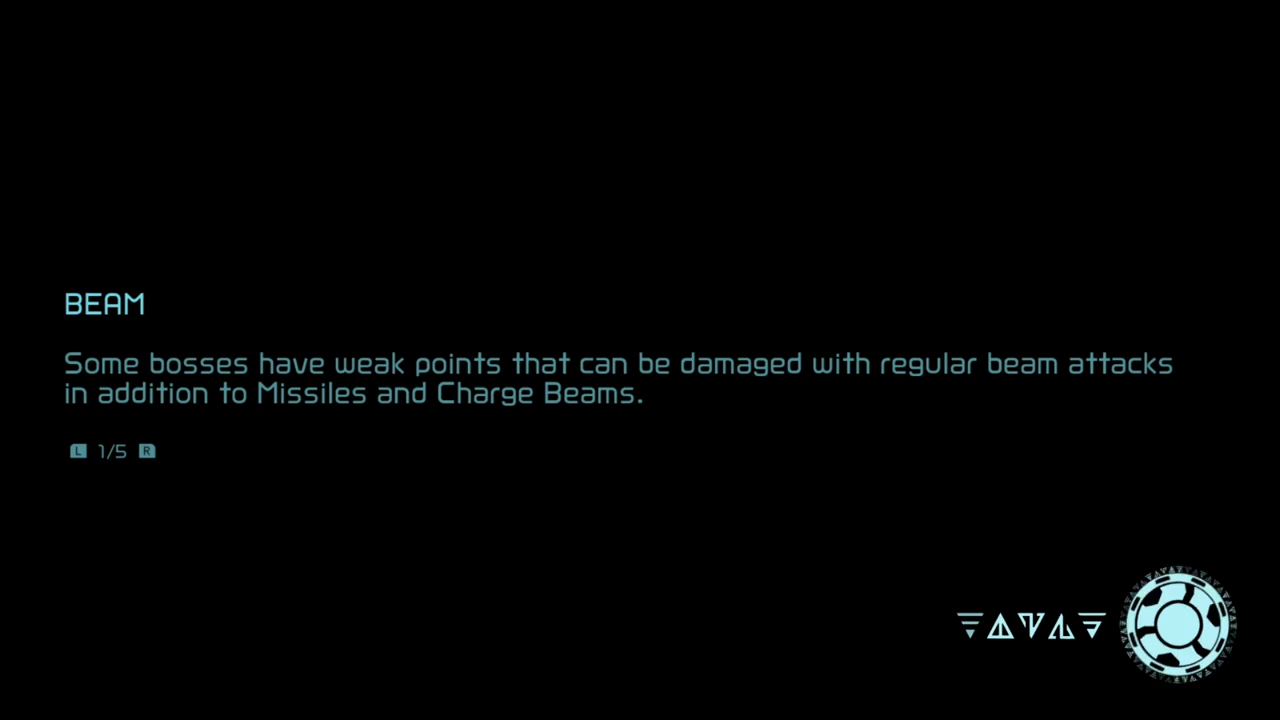 BEAM
Some bosses have weak points that can be damaged with regular beam attacks
in addition to Missiles and Charge Beams.
L 1/5 R